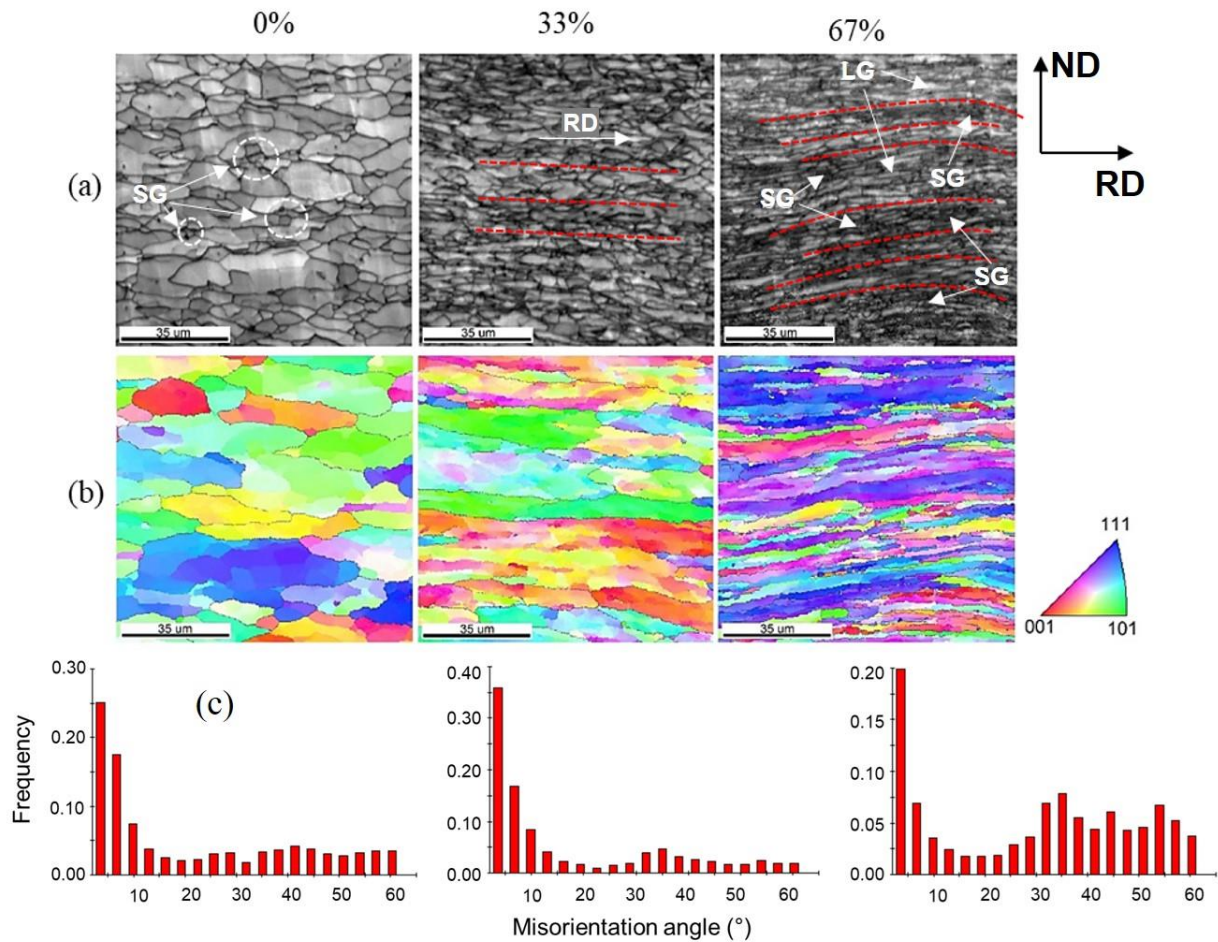 0% 33% 67%
(a)
SG
35 um
RD
35 um
LG
SG
SG
SG
35 um
ND
RD
(b)
35 um
35 um
35 um
111
001 101
(c)
Frequency
0.30
0.20
0.10
0.00
10 20 30 40 50 60
0.40
0.30
0.20
0.10
0.00
10 20 30 40 50 60
0.20
0.15
0.10
0.05
0.00
10 20 30 40 50 60
Misorientation angle (°)